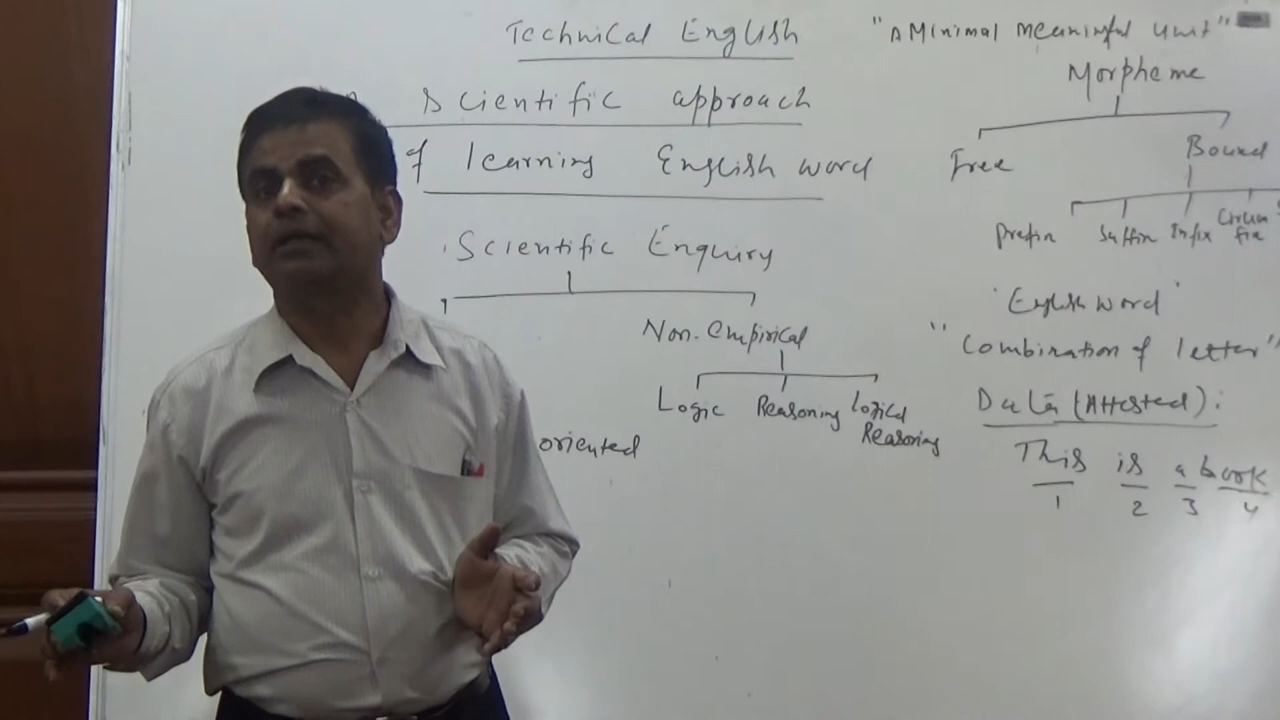 Technical English
Scientific approach
of learning English word
Scientific Enquiry
Non-Empirical
Logic Reasoning Logical
Reasoning
oriented
"A Minimal meaningful unit"
Morpheme
Free Bound
Prefix Suffix Infix Circum
fix
'English word'
"Combination of letter"
Data (Attested):
This is a book
1 2 3 4